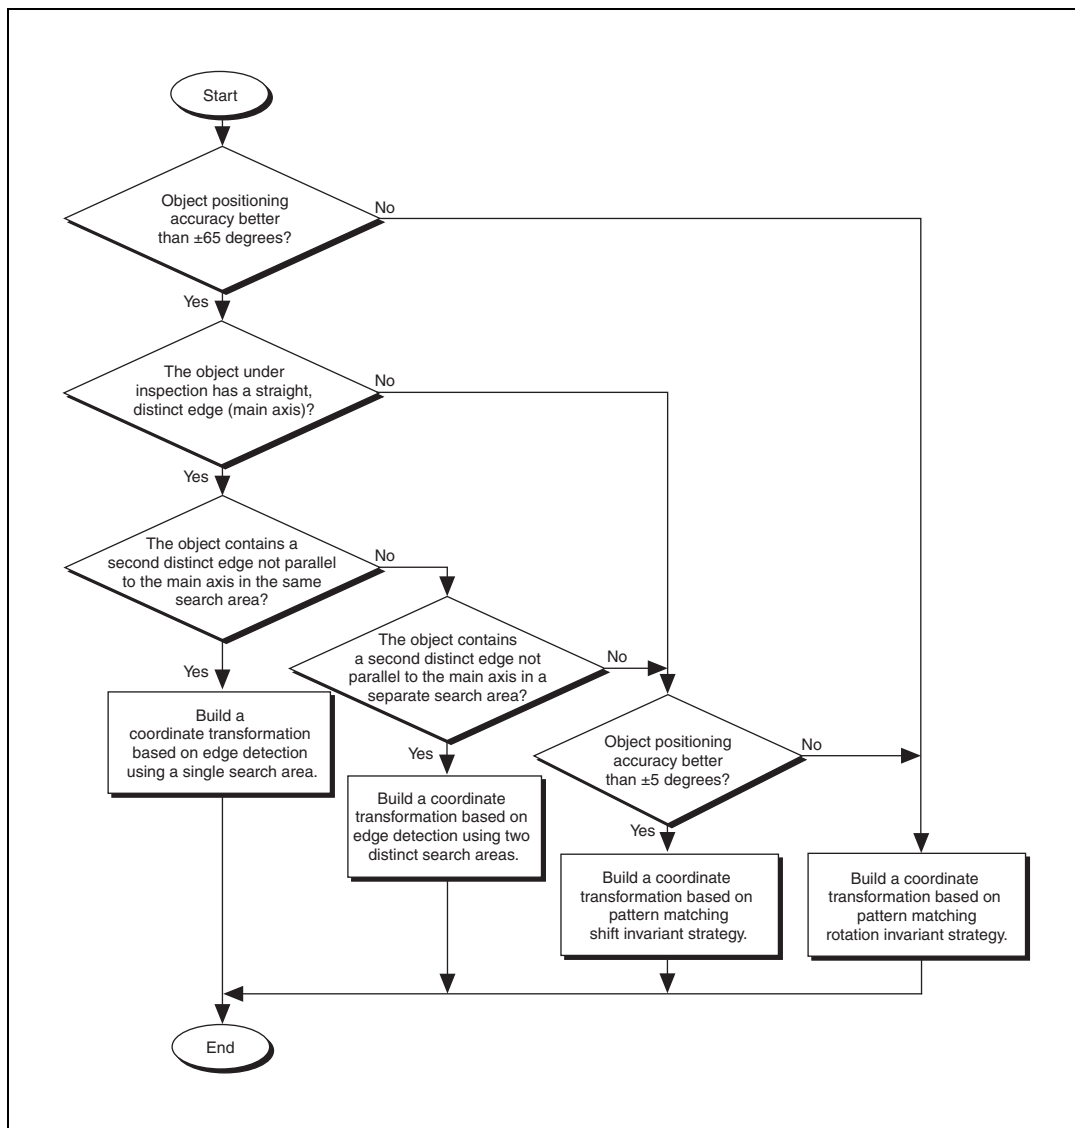 Start
Object positioning
accuracy better
than ±65 degrees?
No
Yes
The object under
inspection has a straight,
distinct edge (main axis)?
No
Yes
The object contains a
second distinct edge not parallel
to the main axis in the same
search area?
No
The object contains
a second distinct edge not
parallel to the main axis in a
separate search area?
No
Yes
Build a
coordinate transformation
based on edge detection
using a single search area.
Object positioning
accuracy better
than ±5 degrees?
No
Yes
Build a coordinate
transformation based on
edge detection using two
distinct search areas.
Yes
Build a coordinate
transformation based on
pattern matching
shift invariant strategy.
Build a coordinate
transformation based on
pattern matching
rotation invariant strategy.
End